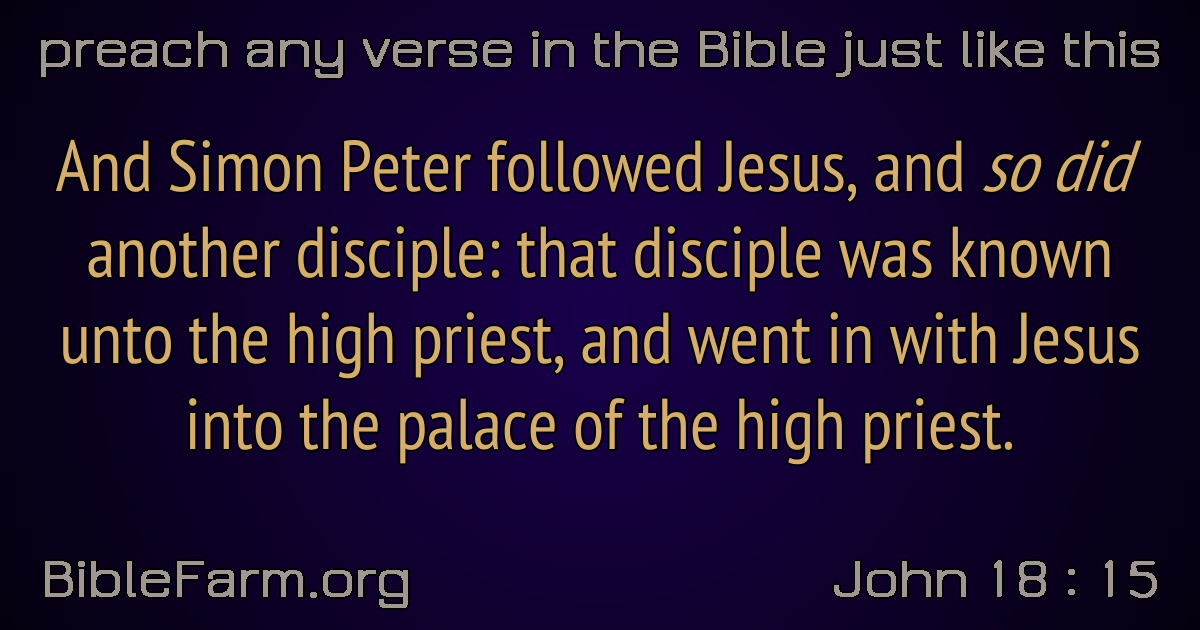 preach any verse in the Bible just like this
And Simon Peter followed Jesus, and so did
another disciple: that disciple was known
unto the high priest, and went in with Jesus
into the palace of the high priest.
BibleFarm.org
John 18 : 15